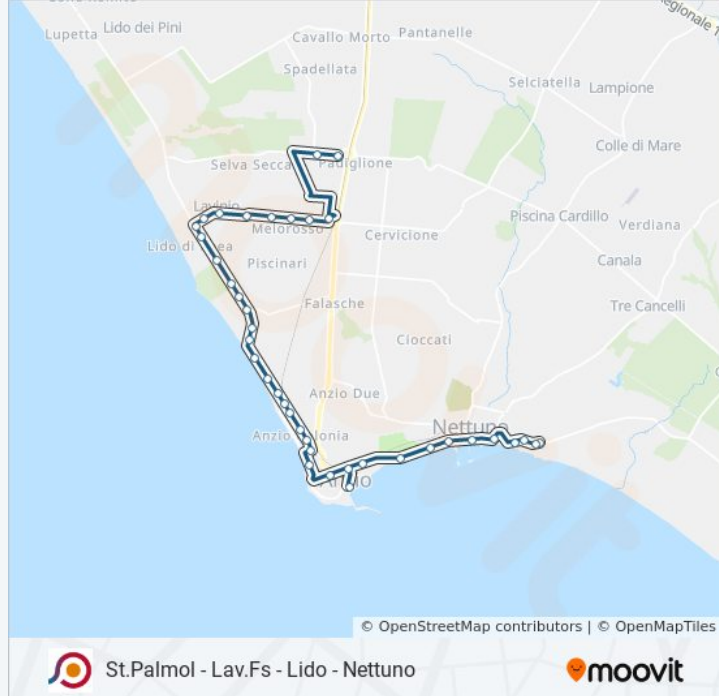 Lido dei Pini
Lupetta
Cavallo Morto
Pantanelle
Regionale 1
Spadellata
Selciatella
Lampione
Colle di Mare
Selva Secca
Padiglione
Lavinio
Piscina Cardillo
Verdiana
Melorosso
Cervicione
Lido di Enea
Piscinari
Canala
Falasche
Tre Cancelli
Cioccati
Anzio Due
Nettuno
Anzio Colonia
Anzio
© OpenStreetMap contributors | © OpenMapTiles
St.Palmol - Lav.Fs - Lido - Nettuno
moovit